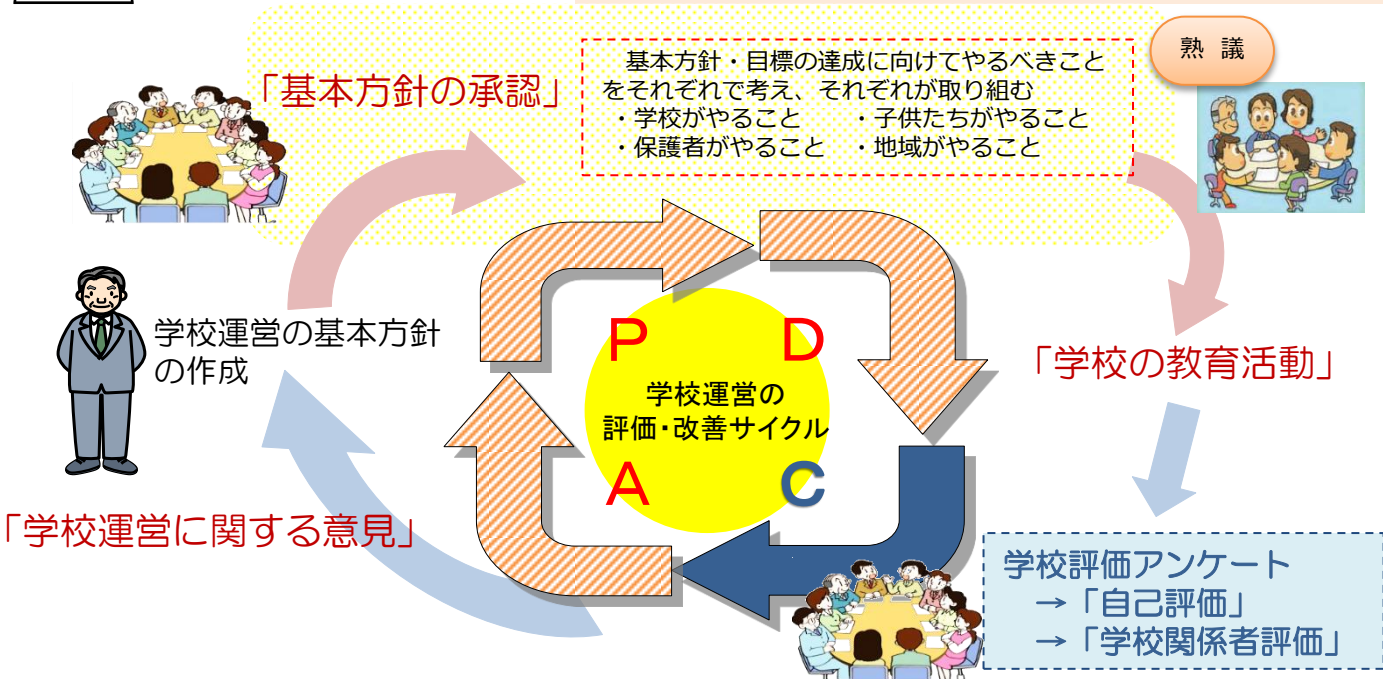 「基本方針の承認」
基本方針・目標の達成に向けてやるべきこと
をそれぞれで考え、それぞれが取り組む
・学校がやること　・子供たちがやること
・保護者がやること　・地域がやること
熟 議
学校運営の基本方針
の作成
P D
学校運営の
評価・改善サイクル
A C
「学校の教育活動」
「学校運営に関する意見」
学校評価アンケート
→「自己評価」
→「学校関係者評価」